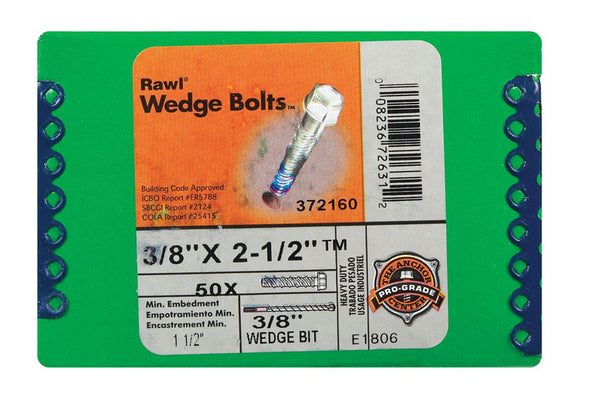 Rawl®
Wedge Bolts™
Building Code Approved:
ICBO Report #ER5788
SBCCI Report #2124
COLA Report #25415
372160
0 08236 72631 2
3/8" X 2-1/2" ™
50X
HEAVY DUTY
TRABADO PESADO
USAGE INDUSTRIEL
THE ANCHOR
PRO-GRADE
CENTER
Min. Embedment
Empotramiento Min.
Encastrement Min.
1 1/2"
3/8"
WEDGE BIT
E1806